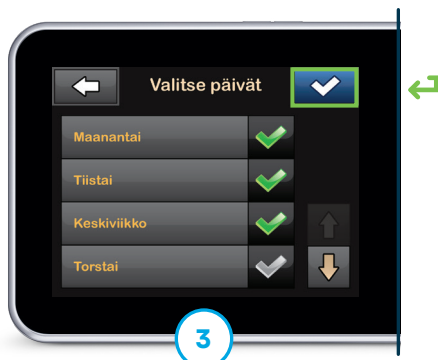 Valitse päivät
Maanantai
Tiistai
Keskiviikko
Torstai
3